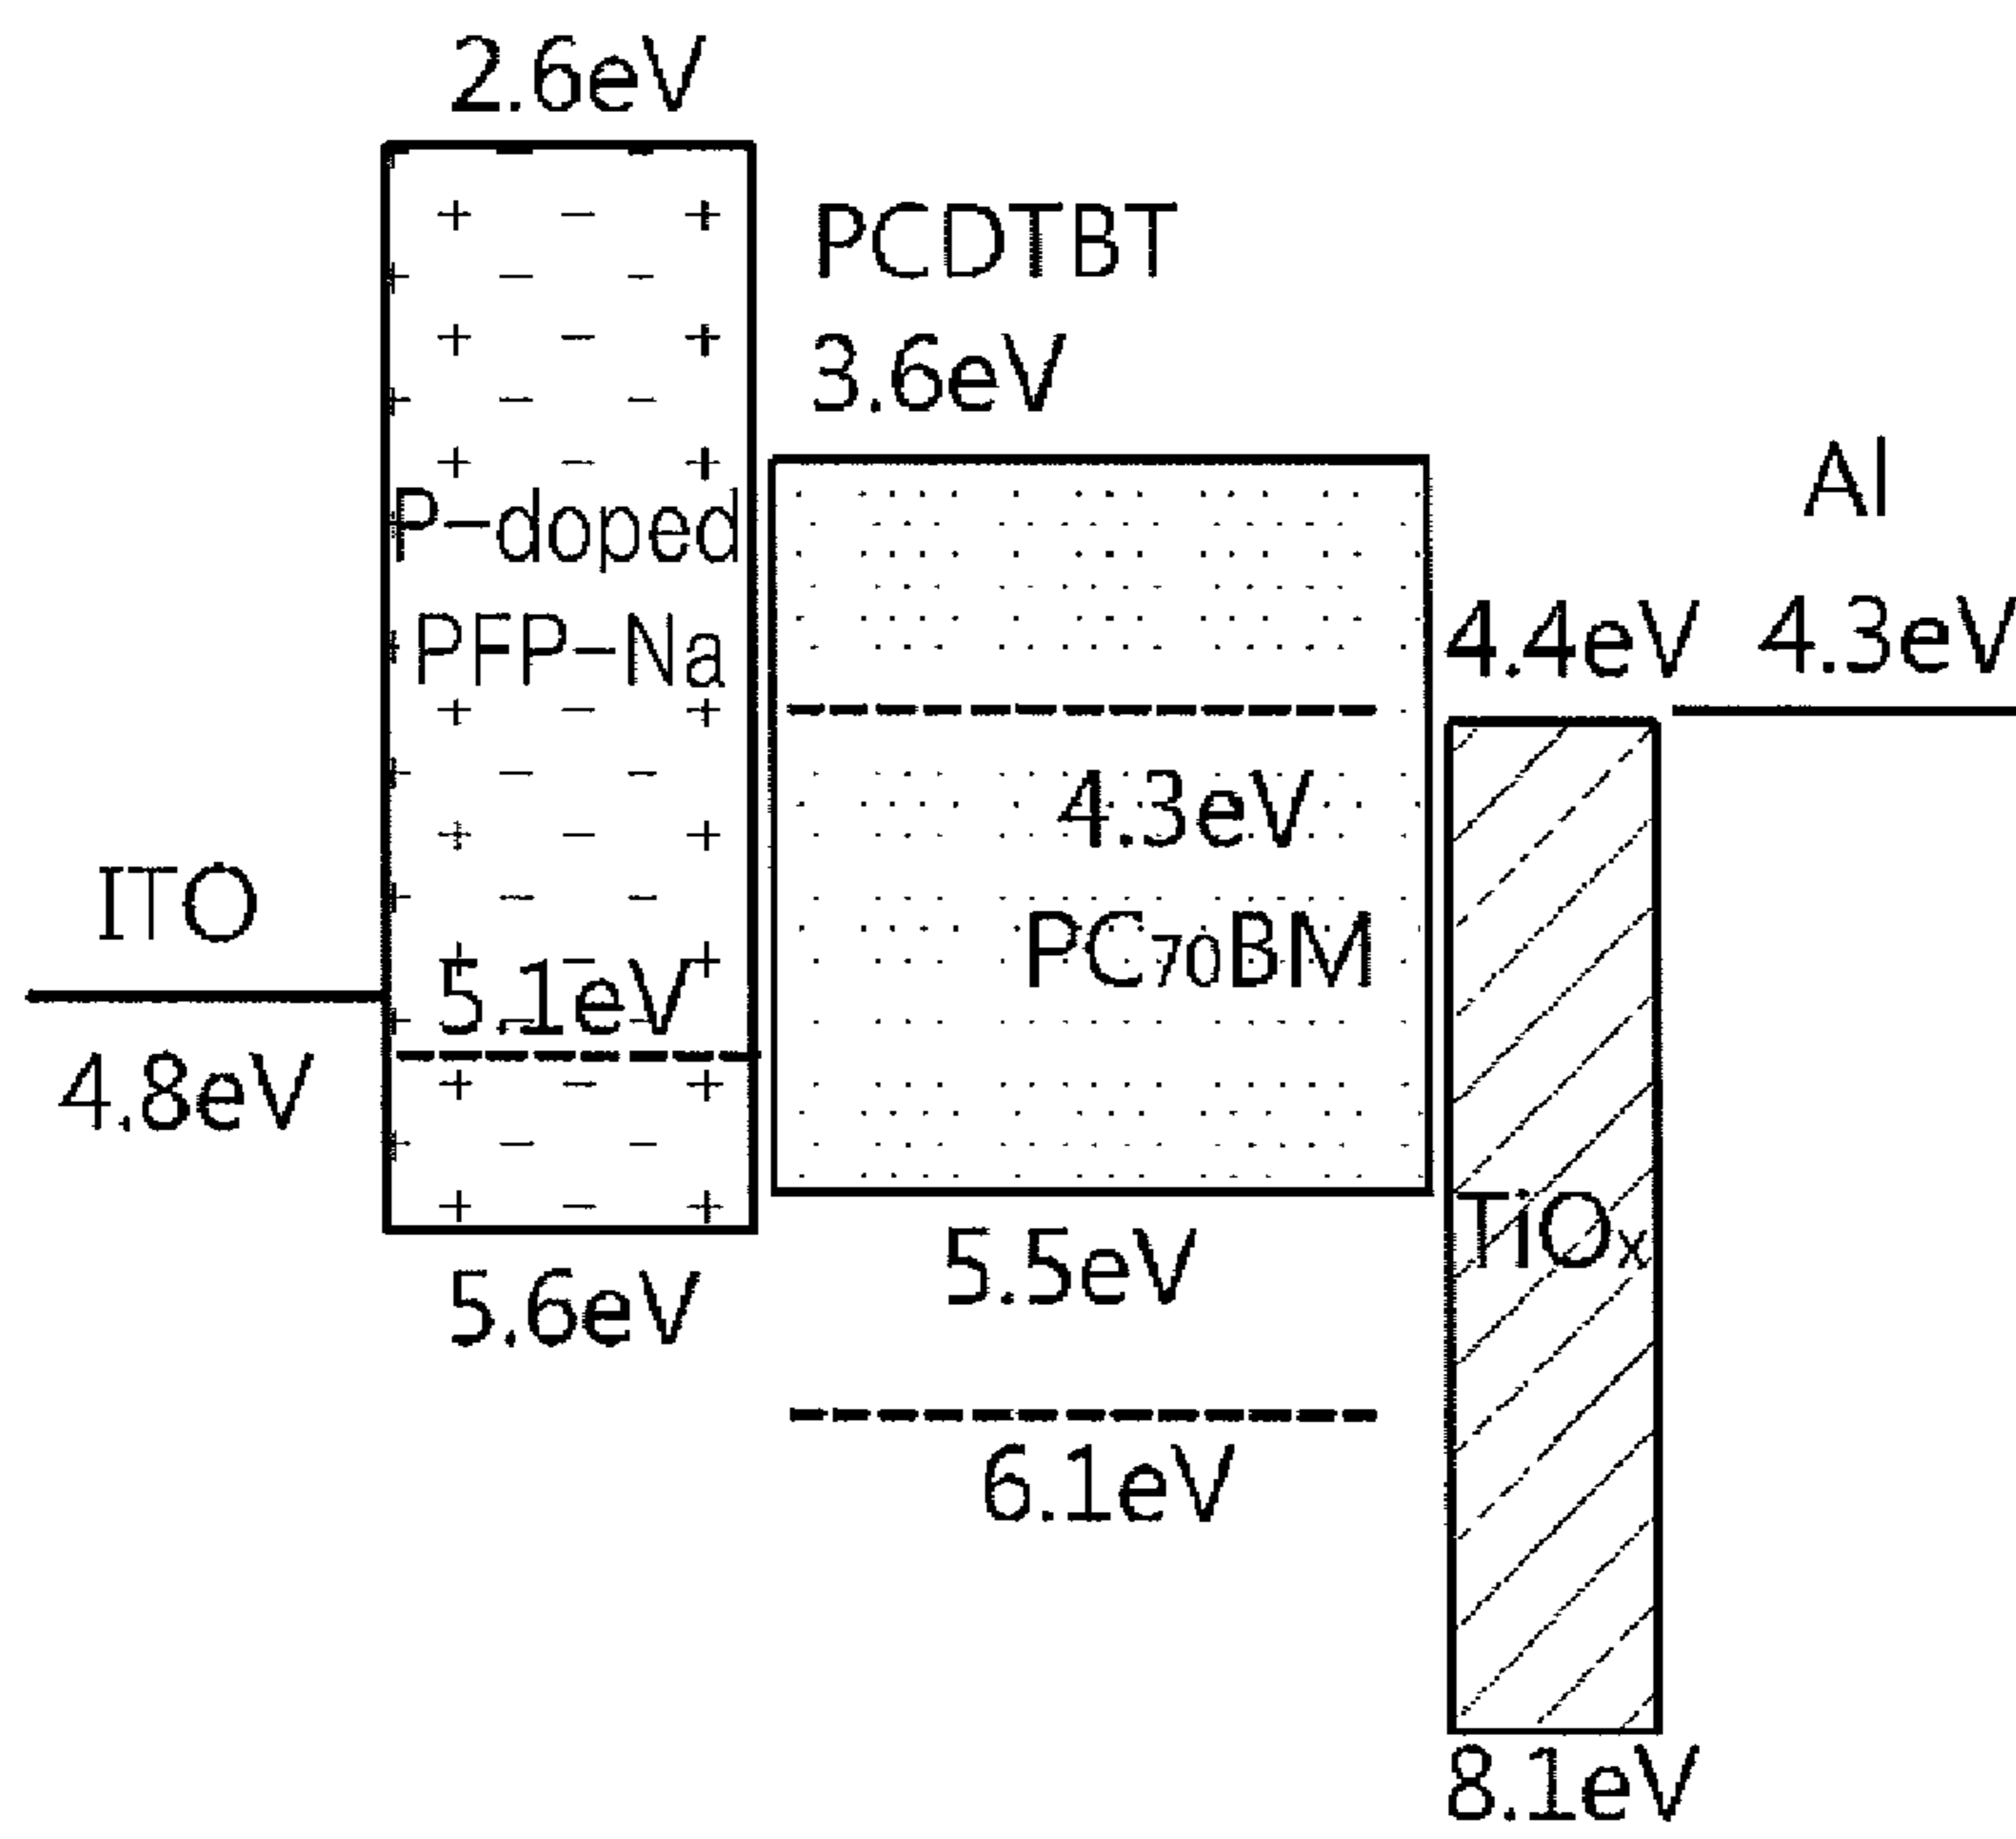 2.6eV
PCDTBT
3.6eV
P-doped
PFP-Na
Al
4.4eV
4.3eV
4.3eV
PC₇₀BM
ITO
5.1eV
4.8eV
TiOₓ
5.5eV
5.6eV
6.1eV
8.1eV